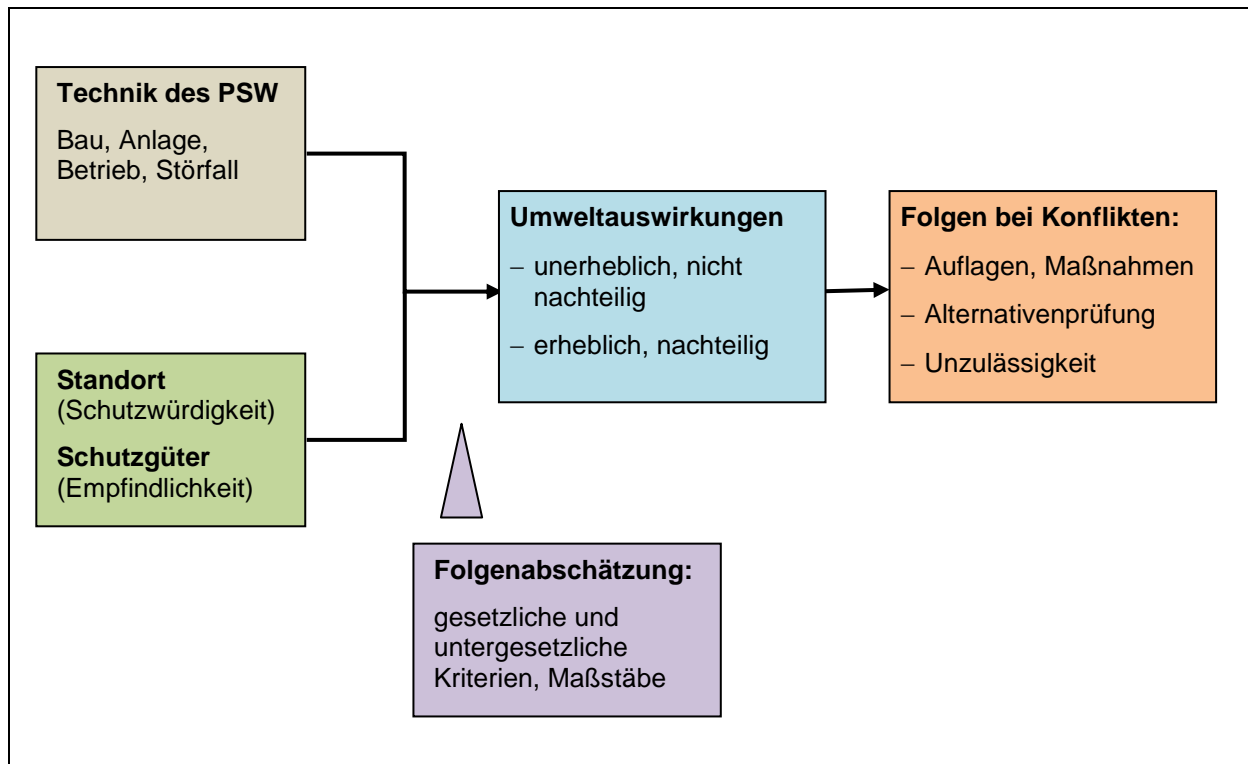 Technik des PSW
Bau, Anlage,
Betrieb, Störfall
Standort
(Schutzwürdigkeit)
Schutzgüter
(Empfindlichkeit)
Umweltauswirkungen
– unerheblich, nicht
nachteilig
– erheblich, nachteilig
Folgen bei Konflikten:
– Auflagen, Maßnahmen
– Alternativenprüfung
– Unzulässigkeit
Folgenabschätzung:
gesetzliche und
untergesetzliche
Kriterien, Maßstäbe